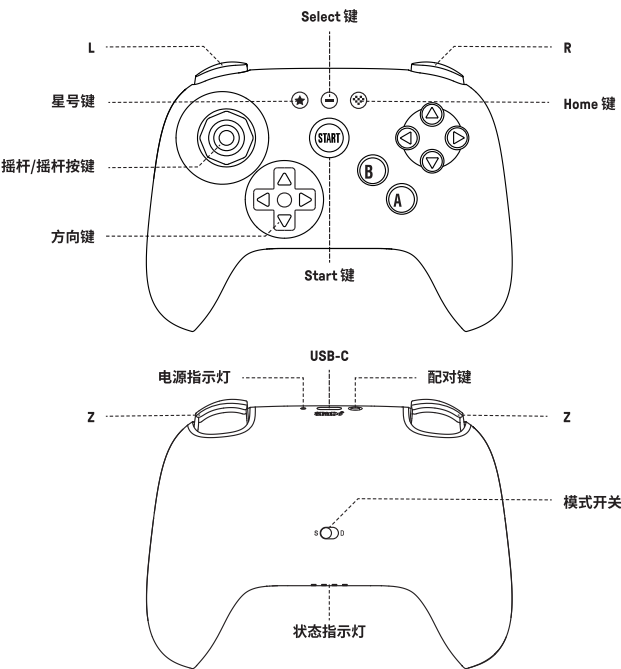 Select 键
L
R
星号键
Home 键
START
摇杆/摇杆按键
B
A
方向键
Start 键
USB-C
电源指示灯
配对键
Z
Z
模式开关
S
D
状态指示灯